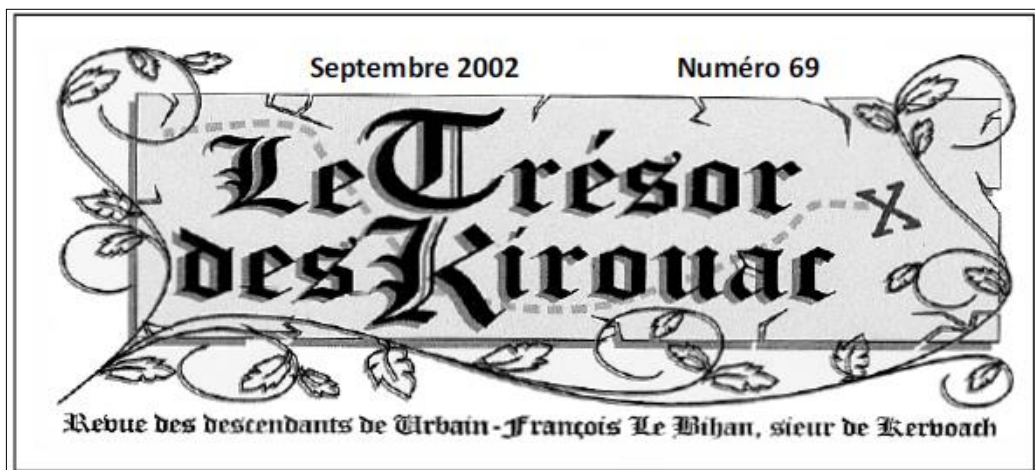 Septembre 2002 Numéro 69
Le Trésor
des Kirouac
X
Revue des descendants de Urbain-François Le Bihan, sieur de Kervoach